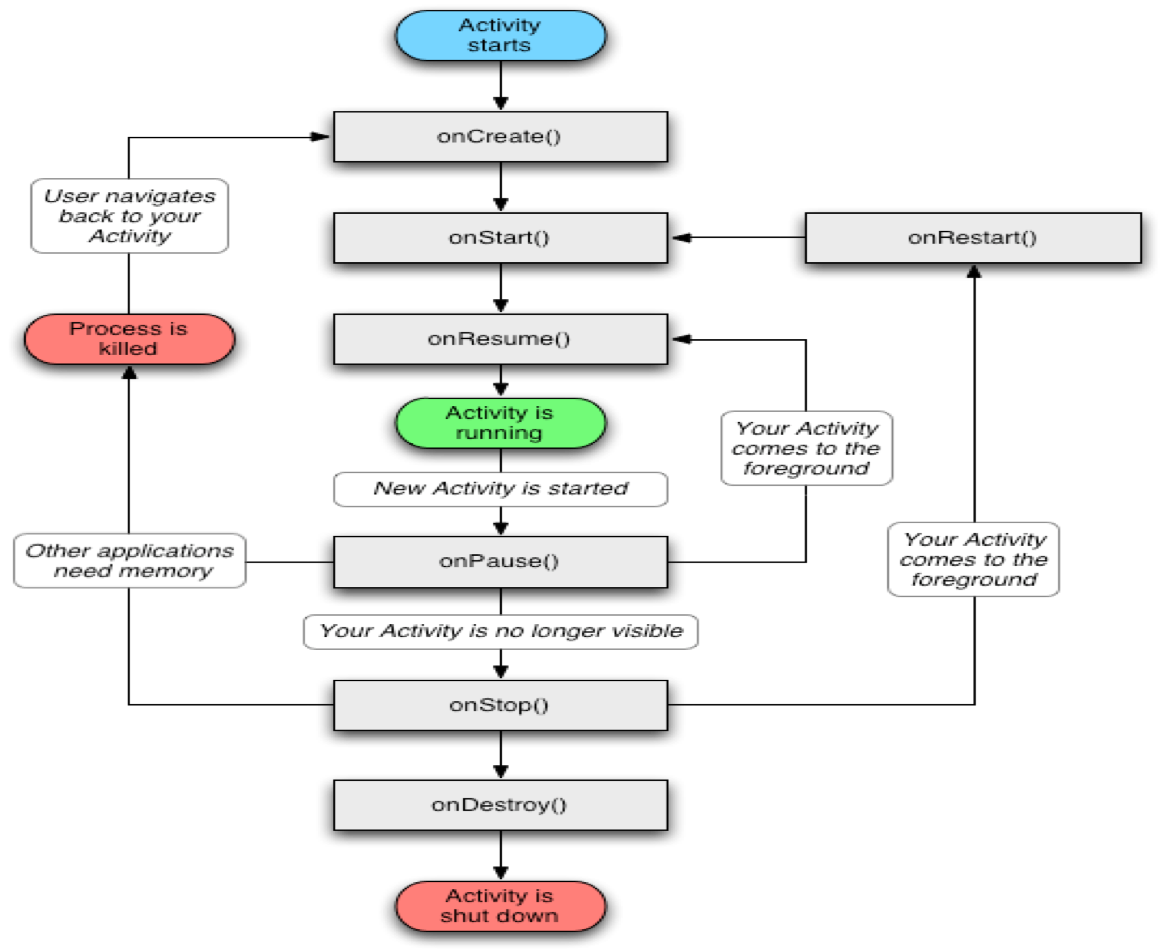 Activity
starts
onCreate()
User navigates
back to your
Activity
onStart()
onRestart()
Process is
killed
onResume()
Activity is
running
Your Activity
comes to the
foreground
New Activity is started
Other applications
need memory
onPause()
Your Activity
comes to the
foreground
Your Activity is no longer visible
onStop()
onDestroy()
Activity is
shut down